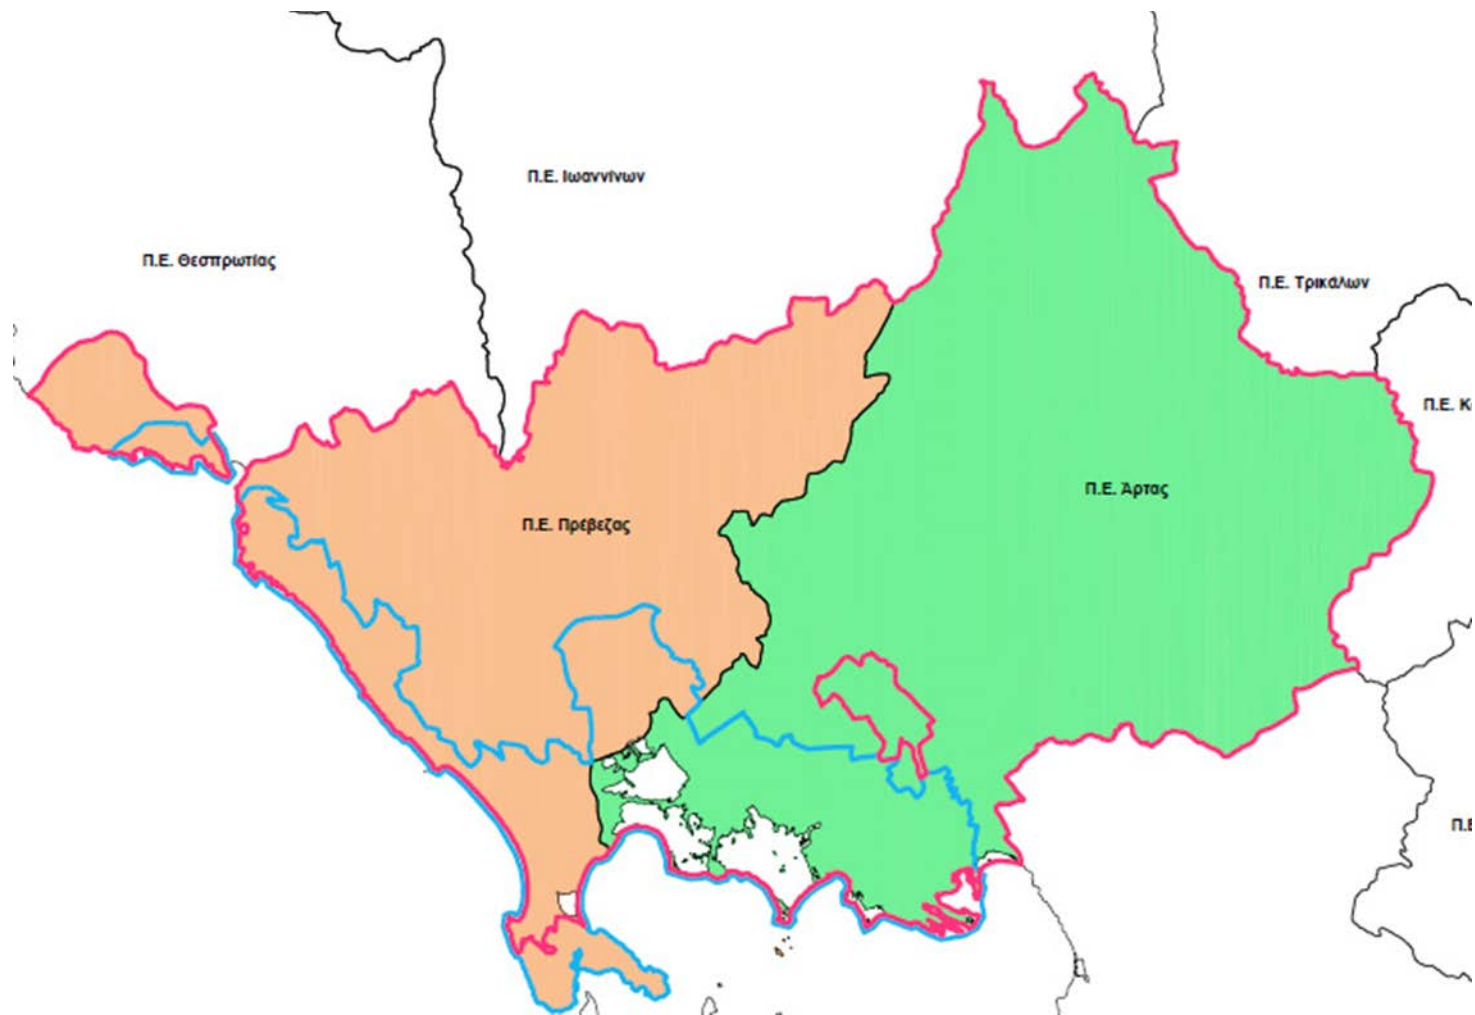 Π.Ε. Ιωαννίνων
Π.Ε. Θεσπρωτίας
Π.Ε. Τρικάλων
Π.Ε. Κ
Π.Ε. Άρτας
Π.Ε. Πρέβεζας
Π.Ε